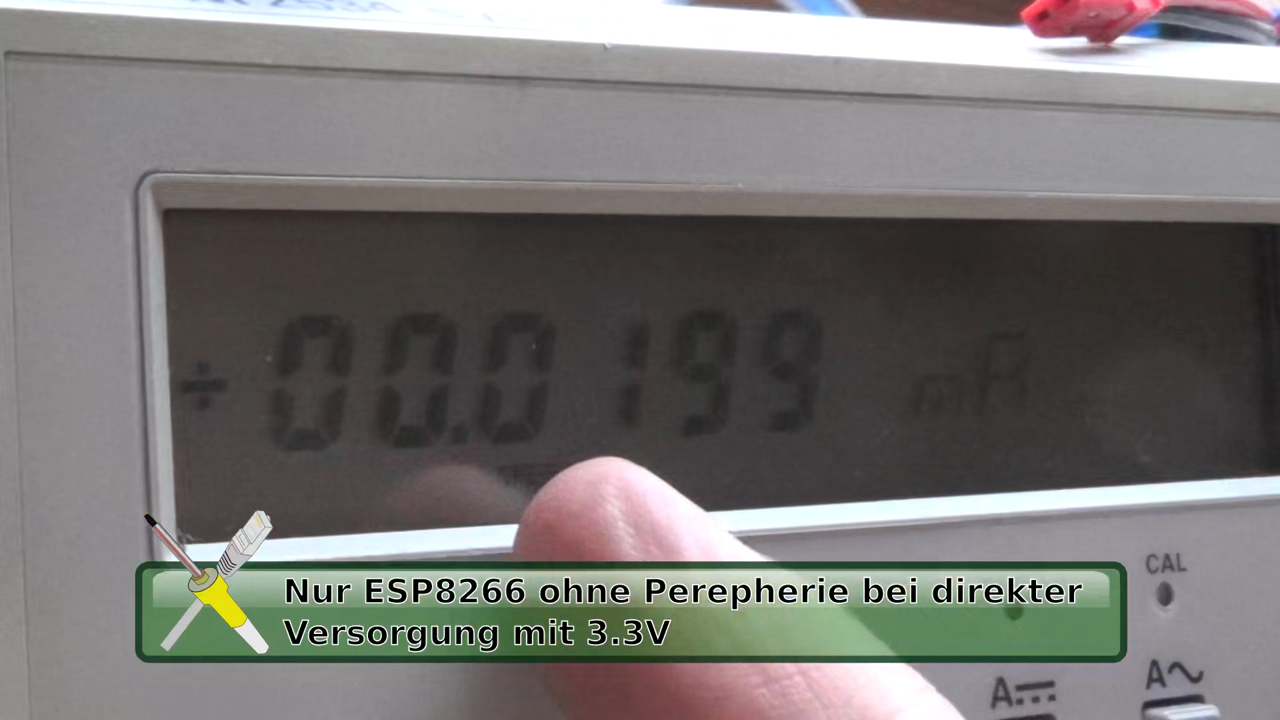 ÷00.0199 mA
CAL
A⎓
A~
Nur ESP8266 ohne Perepherie bei direkter
Versorgung mit 3.3V